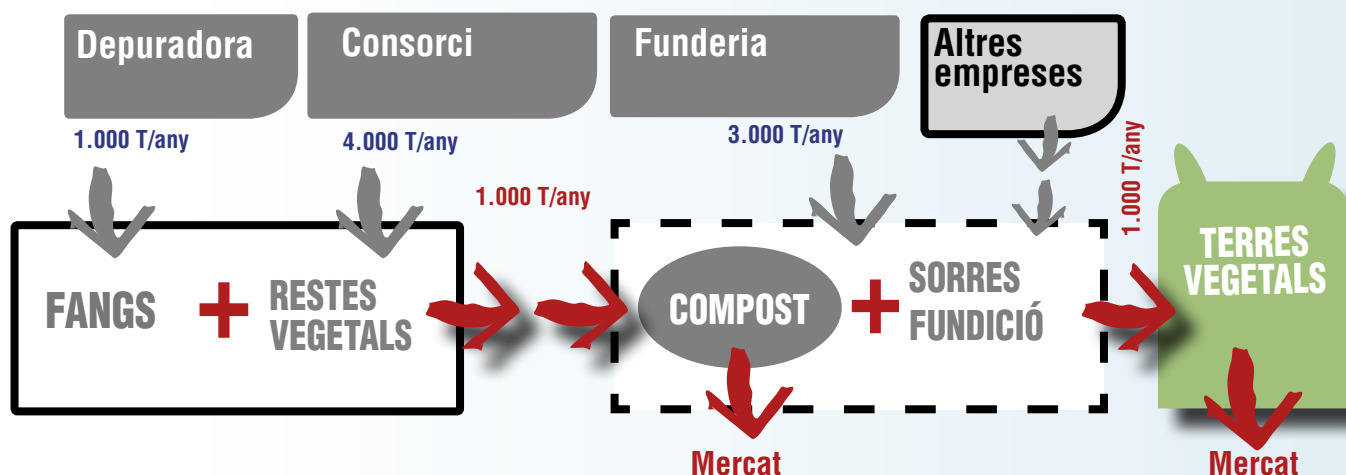 Depuradora
Consorci
Funderia
Altres
empreses
1.000 T/any
4.000 T/any
3.000 T/any
1.000 T/any
1.000 T/any
FANGS
+
RESTES
VEGETALS
COMPOST
+
SORRES
FUNDICIÓ
TERRES
VEGETALS
Mercat
Mercat